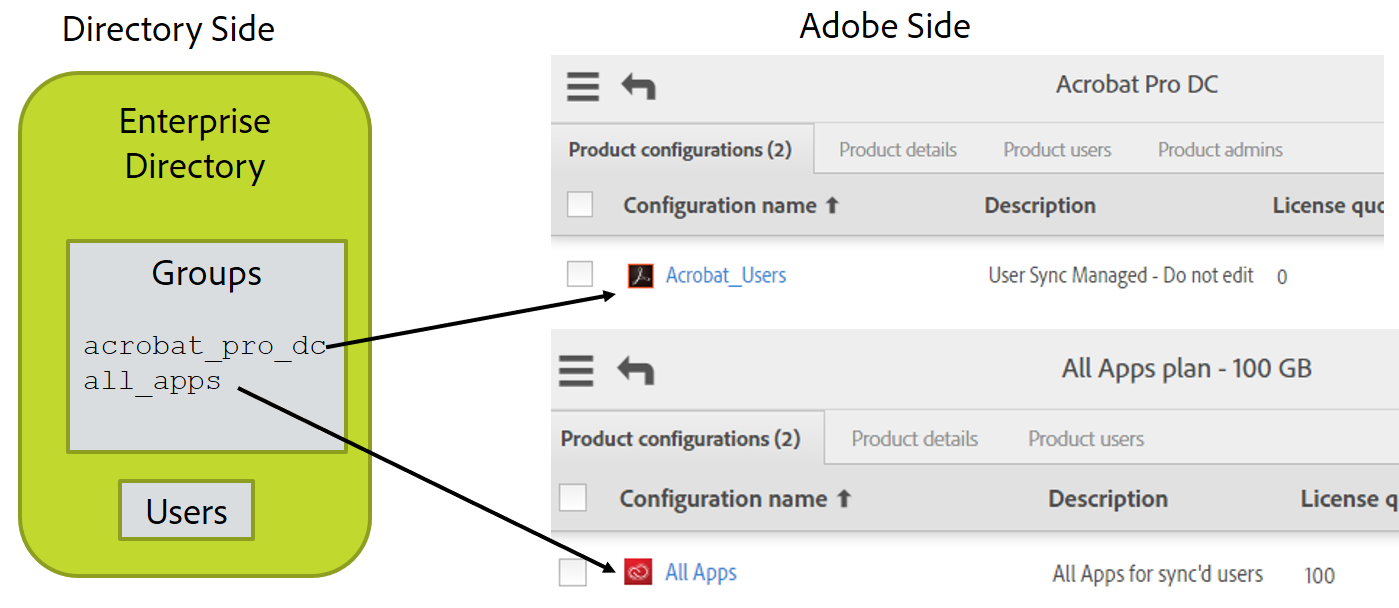 Directory Side
Enterprise
Directory
Groups
acrobat_pro_dc
all_apps
Users
Adobe Side
Acrobat Pro DC
Product configurations (2) Product details Product users Product admins
Configuration name Description License quo
Acrobat_Users User Sync Managed - Do not edit 0
All Apps plan - 100 GB
Product configurations (2) Product details Product users
Configuration name Description License q
All Apps All Apps for sync'd users 100